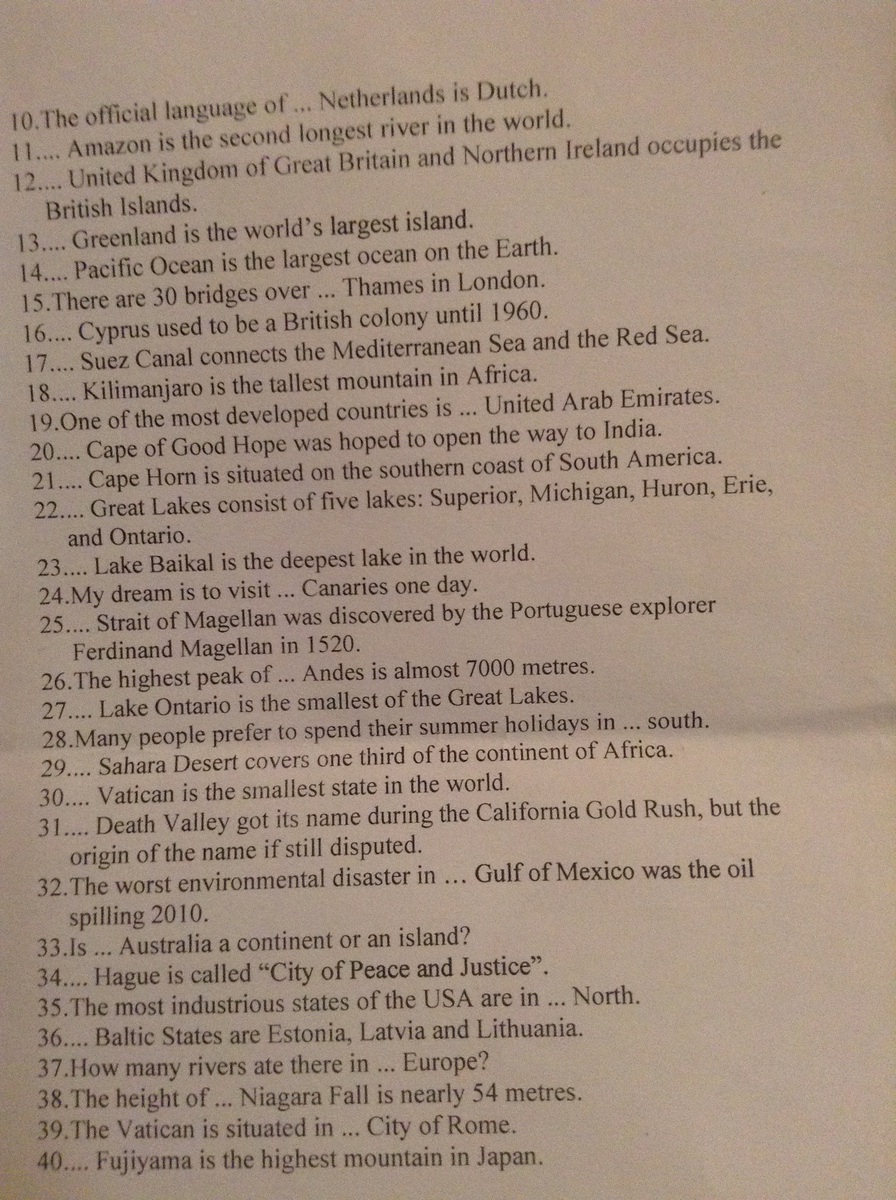 10.The official language of ... Netherlands is Dutch.
11.... Amazon is the second longest river in the world.
12.... United Kingdom of Great Britain and Northern Ireland occupies the
British Islands.
13.... Greenland is the world's largest island.
14.... Pacific Ocean is the largest ocean on the Earth.
15.There are 30 bridges over ... Thames in London.
16.... Cyprus used to be a British colony until 1960.
17.... Suez Canal connects the Mediterranean Sea and the Red Sea.
18.... Kilimanjaro is the tallest mountain in Africa.
19.One of the most developed countries is ... United Arab Emirates.
20.... Cape of Good Hope was hoped to open the way to India.
21.... Cape Horn is situated on the southern coast of South America.
22.... Great Lakes consist of five lakes: Superior, Michigan, Huron, Erie,
and Ontario.
23.... Lake Baikal is the deepest lake in the world.
24.My dream is to visit ... Canaries one day.
25.... Strait of Magellan was discovered by the Portuguese explorer
Ferdinand Magellan in 1520.
26.The highest peak of ... Andes is almost 7000 metres.
27.... Lake Ontario is the smallest of the Great Lakes.
28.Many people prefer to spend their summer holidays in ... south.
29.... Sahara Desert covers one third of the continent of Africa.
30.... Vatican is the smallest state in the world.
31.... Death Valley got its name during the California Gold Rush, but the
origin of the name if still disputed.
32.The worst environmental disaster in ... Gulf of Mexico was the oil
spilling 2010.
33.Is ... Australia a continent or an island?
34.... Hague is called “City of Peace and Justice”.
35.The most industrious states of the USA are in ... North.
36.... Baltic States are Estonia, Latvia and Lithuania.
37.How many rivers ate there in ... Europe?
38.The height of ... Niagara Fall is nearly 54 metres.
39.The Vatican is situated in ... City of Rome.
40.... Fujiyama is the highest mountain in Japan.